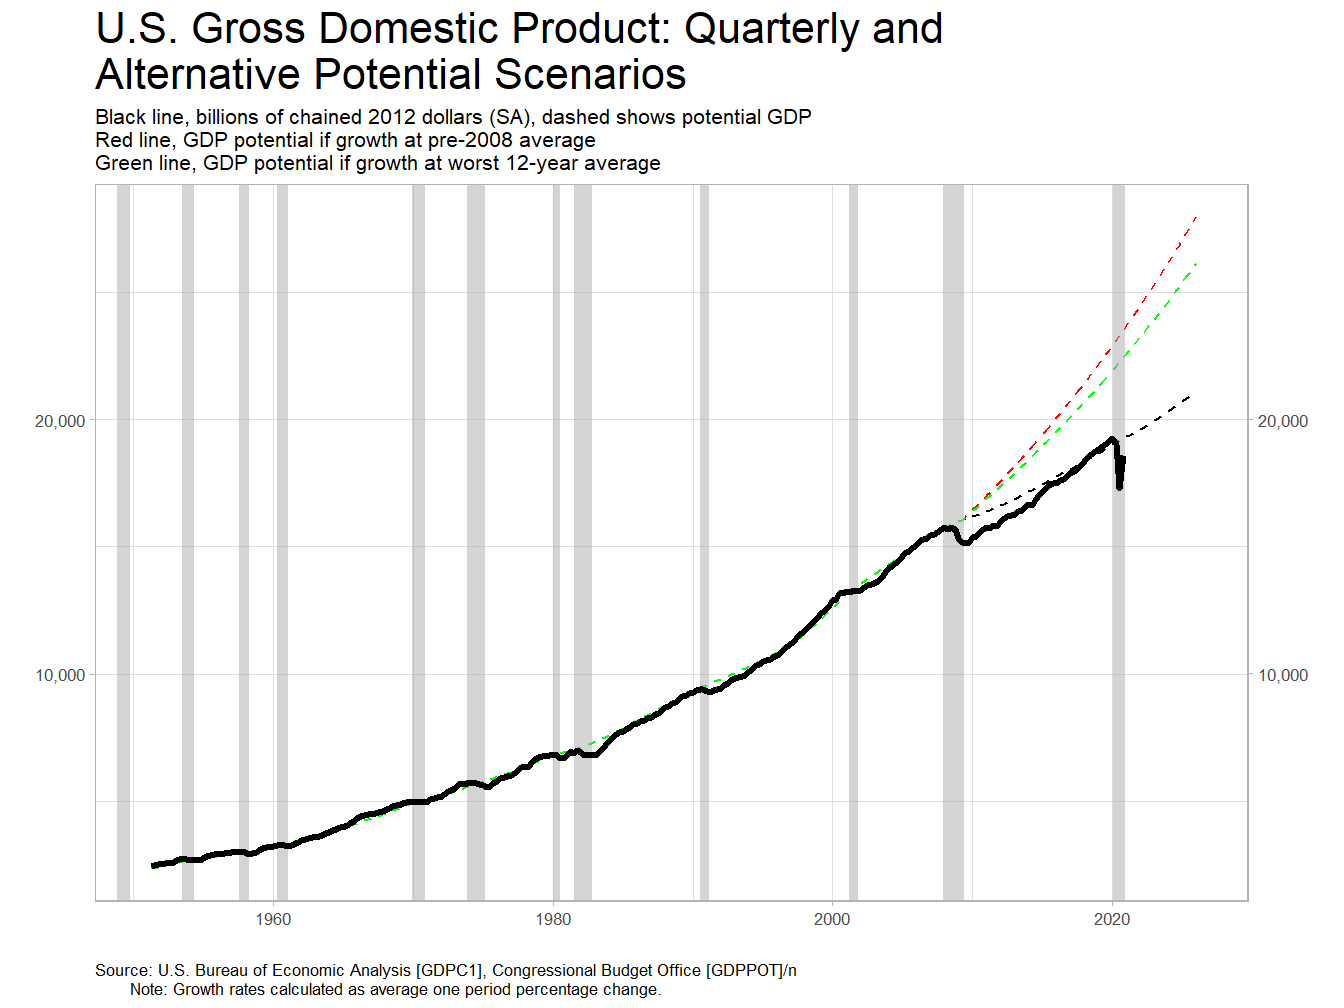 U.S. Gross Domestic Product: Quarterly and
Alternative Potential Scenarios
Black line, billions of chained 2012 dollars (SA), dashed shows potential GDP
Red line, GDP potential if growth at pre-2008 average
Green line, GDP potential if growth at worst 12-year average
20,000
20,000
10,000
10,000
1960
1980
2000
2020
Source: U.S. Bureau of Economic Analysis [GDPC1], Congressional Budget Office [GDPPOT]/n
Note: Growth rates calculated as average one period percentage change.